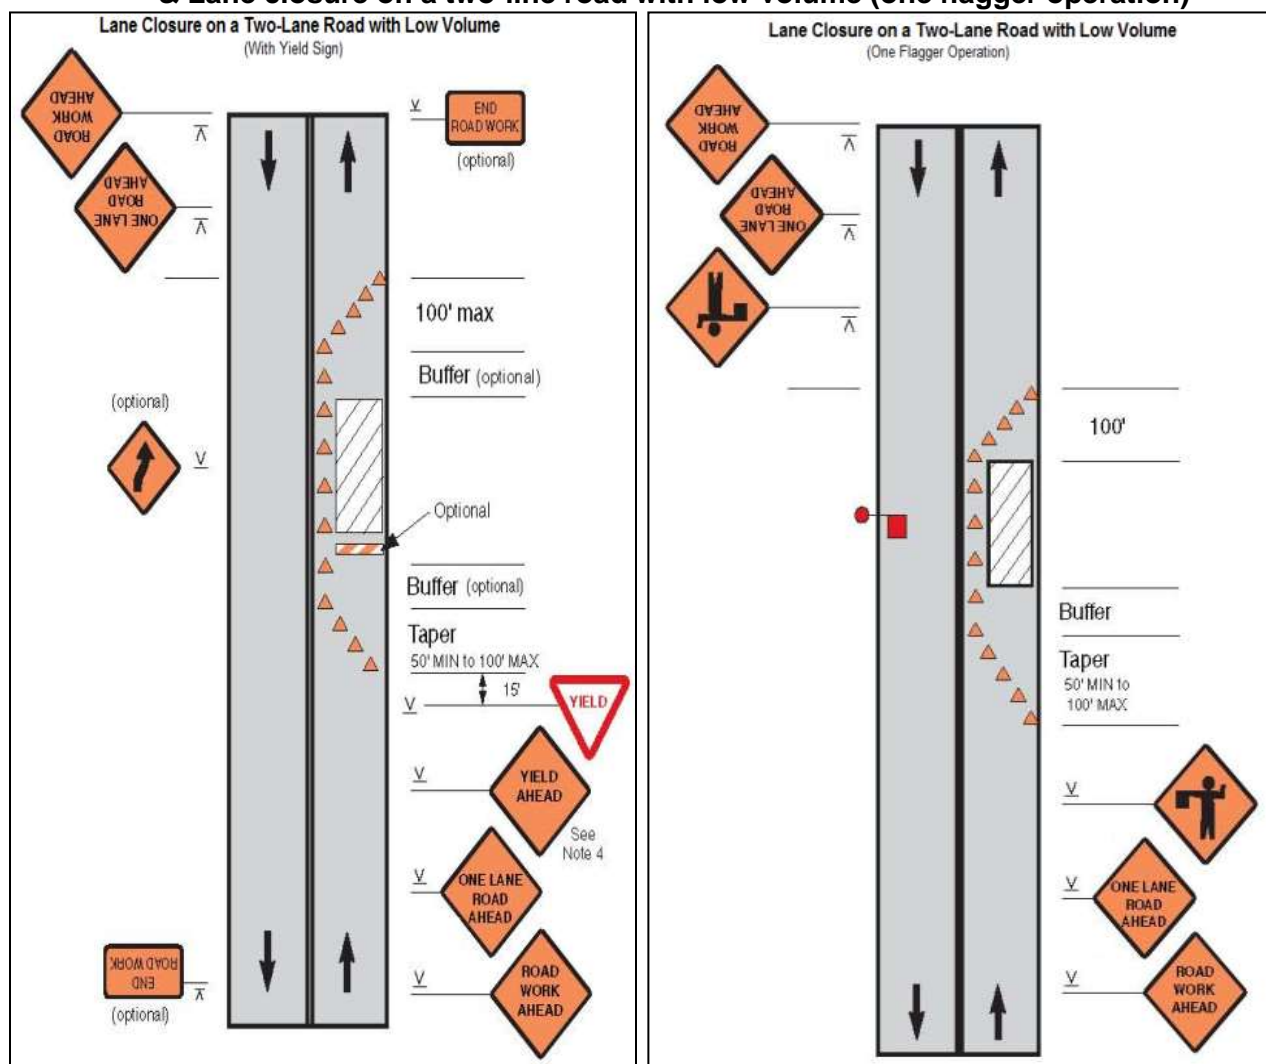 & Lane closure on a two-line road with low volume (one flagger operation)
Lane Closure on a Two-Lane Road with Low Volume
(With Yield Sign)
ROAD
WORK
AHEAD
END
ROAD WORK
(optional)
ONE LANE
ROAD
AHEAD
100' max
Buffer (optional)
(optional)
Optional
Buffer (optional)
Taper
50' MIN to 100' MAX
15'
YIELD
YIELD
AHEAD
See
Note 4
ONE LANE
ROAD
AHEAD
END
ROAD WORK
(optional)
ROAD
WORK
AHEAD
Lane Closure on a Two-Lane Road with Low Volume
(One Flagger Operation)
ROAD
WORK
AHEAD
ONE LANE
ROAD
AHEAD
100'
Buffer
Taper
50' MIN to
100' MAX
ONE LANE
ROAD
AHEAD
ROAD
WORK
AHEAD